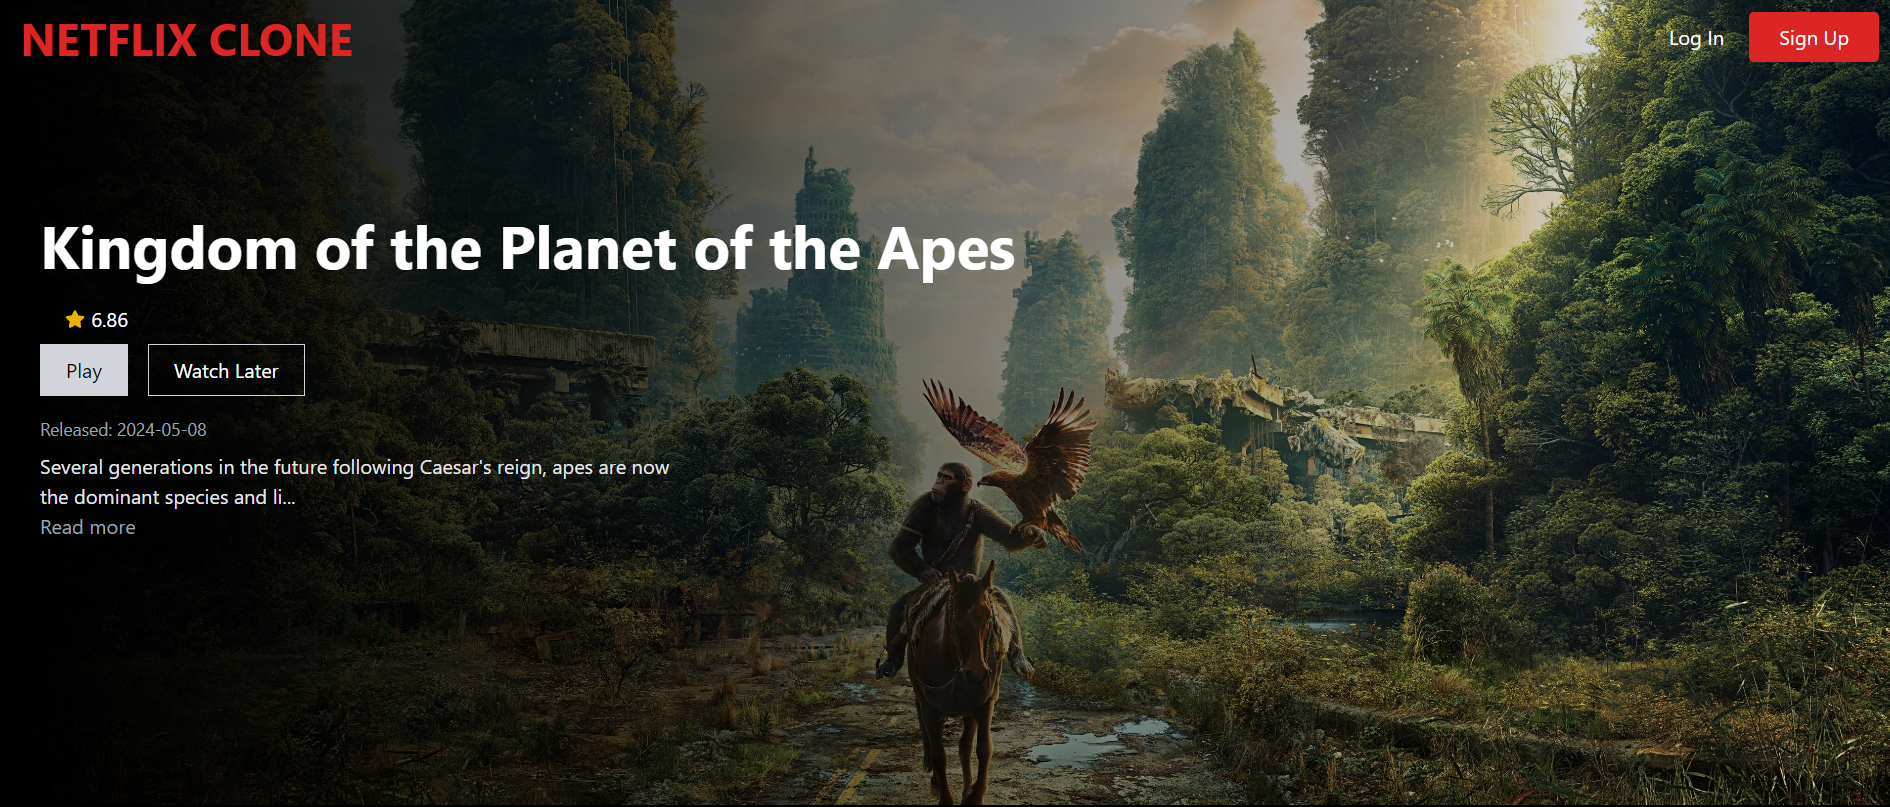 NETFLIX CLONE
Log In
Sign Up
Kingdom of the Planet of the Apes
6.86
Play
Watch Later
Released: 2024-05-08
Several generations in the future following Caesar's reign, apes are now
the dominant species and li...
Read more